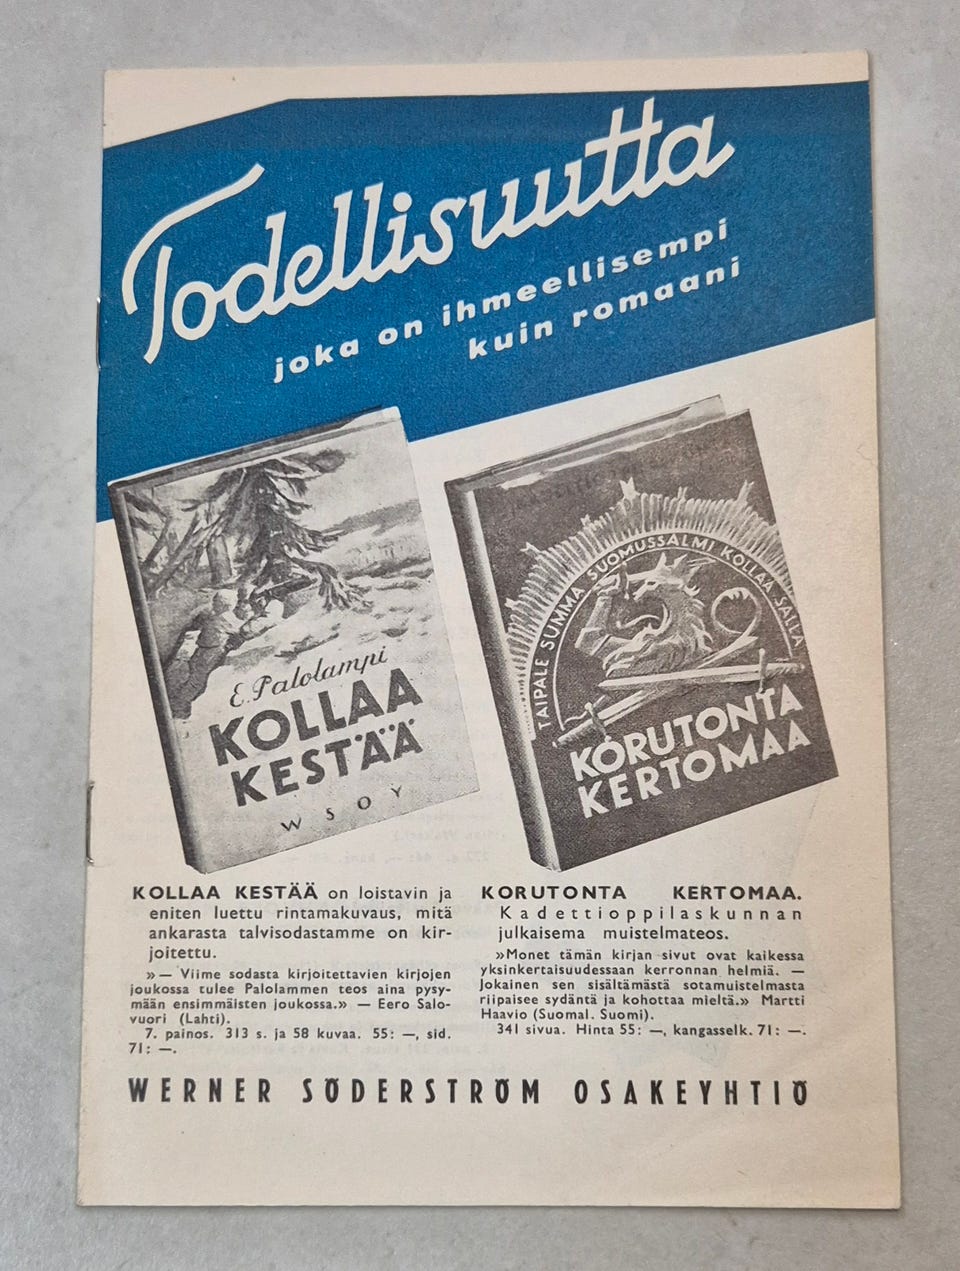 Todellisuutta
joka on ihmeellisempi
kuin romaani
E. Palolampi
KOLLAA
KESTÄÄ
WSOY
TAIPALE SUMMA SUOMUSSALMI KOLLAA SALLA
KORUTONTA
KERTOMAA
KOLLAA KESTÄÄ on loistavin ja
eniten luettu rintamakuvaus, mitä
ankarasta talvisodastamme on kir-
joitettu.
»— Viime sodasta kirjoitettavien kirjojen
joukossa tulee Palolammen teos aina pysy-
mään ensimmäisten joukossa.» — Eero Salo-
vuori (Lahti).
7. painos. 313 s. ja 58 kuvaa. 55: —, sid.
71: —.
KORUTONTA KERTOMAA.
Kadettioppilaskunnan
julkaisema muistelmateos.
»Monet tämän kirjan sivut ovat kaikessa
yksinkertaisuudessaan kerronnan helmiä. —
Jokainen sen sisältämästä sotamuistelmasta
riipaisee sydäntä ja kohottaa mieltä.» Martti
Haavio (Suomal. Suomi).
341 sivua. Hinta 55: —, kangasselk. 71: —.
WERNER SÖDERSTRÖM OSAKEYHTIÖ